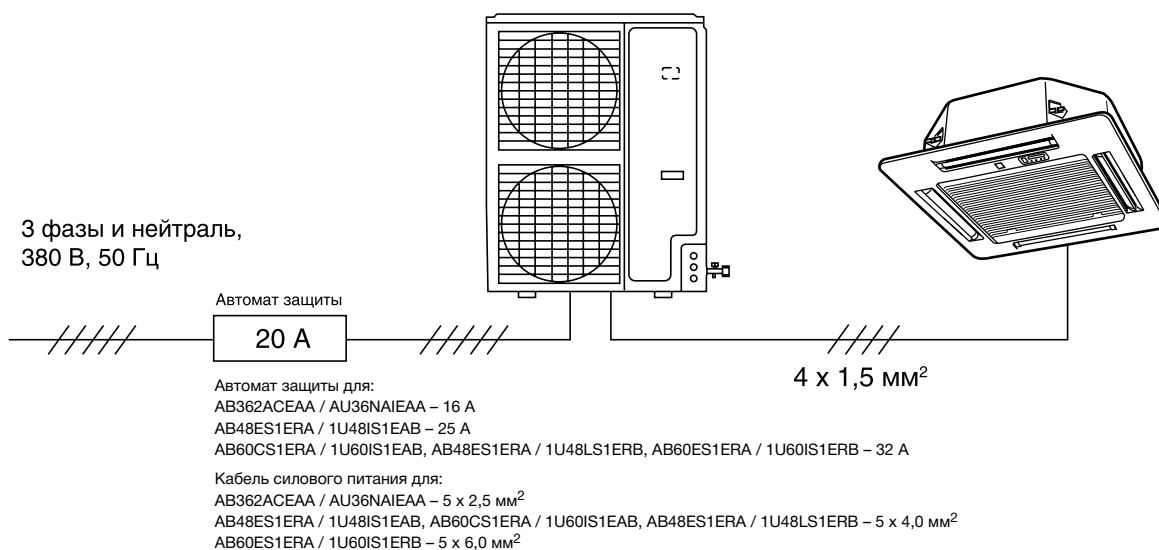 3 фазы и нейтраль,
380 В, 50 Гц
Автомат защиты
20 А
4 x 1,5 мм²
Автомат защиты для:
AB362ACEAA / AU36NAIEAA – 16 А
AB48ES1ERA / 1U48IS1EAB – 25 А
AB60CS1ERA / 1U60IS1EAB, AB48ES1ERA / 1U48LS1ERB, AB60ES1ERA / 1U60IS1ERB – 32 А
Кабель силового питания для:
AB362ACEAA / AU36NAIEAA – 5 x 2,5 мм²
AB48ES1ERA / 1U48IS1EAB, AB60CS1ERA / 1U60IS1EAB, AB48ES1ERA / 1U48LS1ERB – 5 x 4,0 мм²
AB60ES1ERA / 1U60IS1ERB – 5 x 6,0 мм²